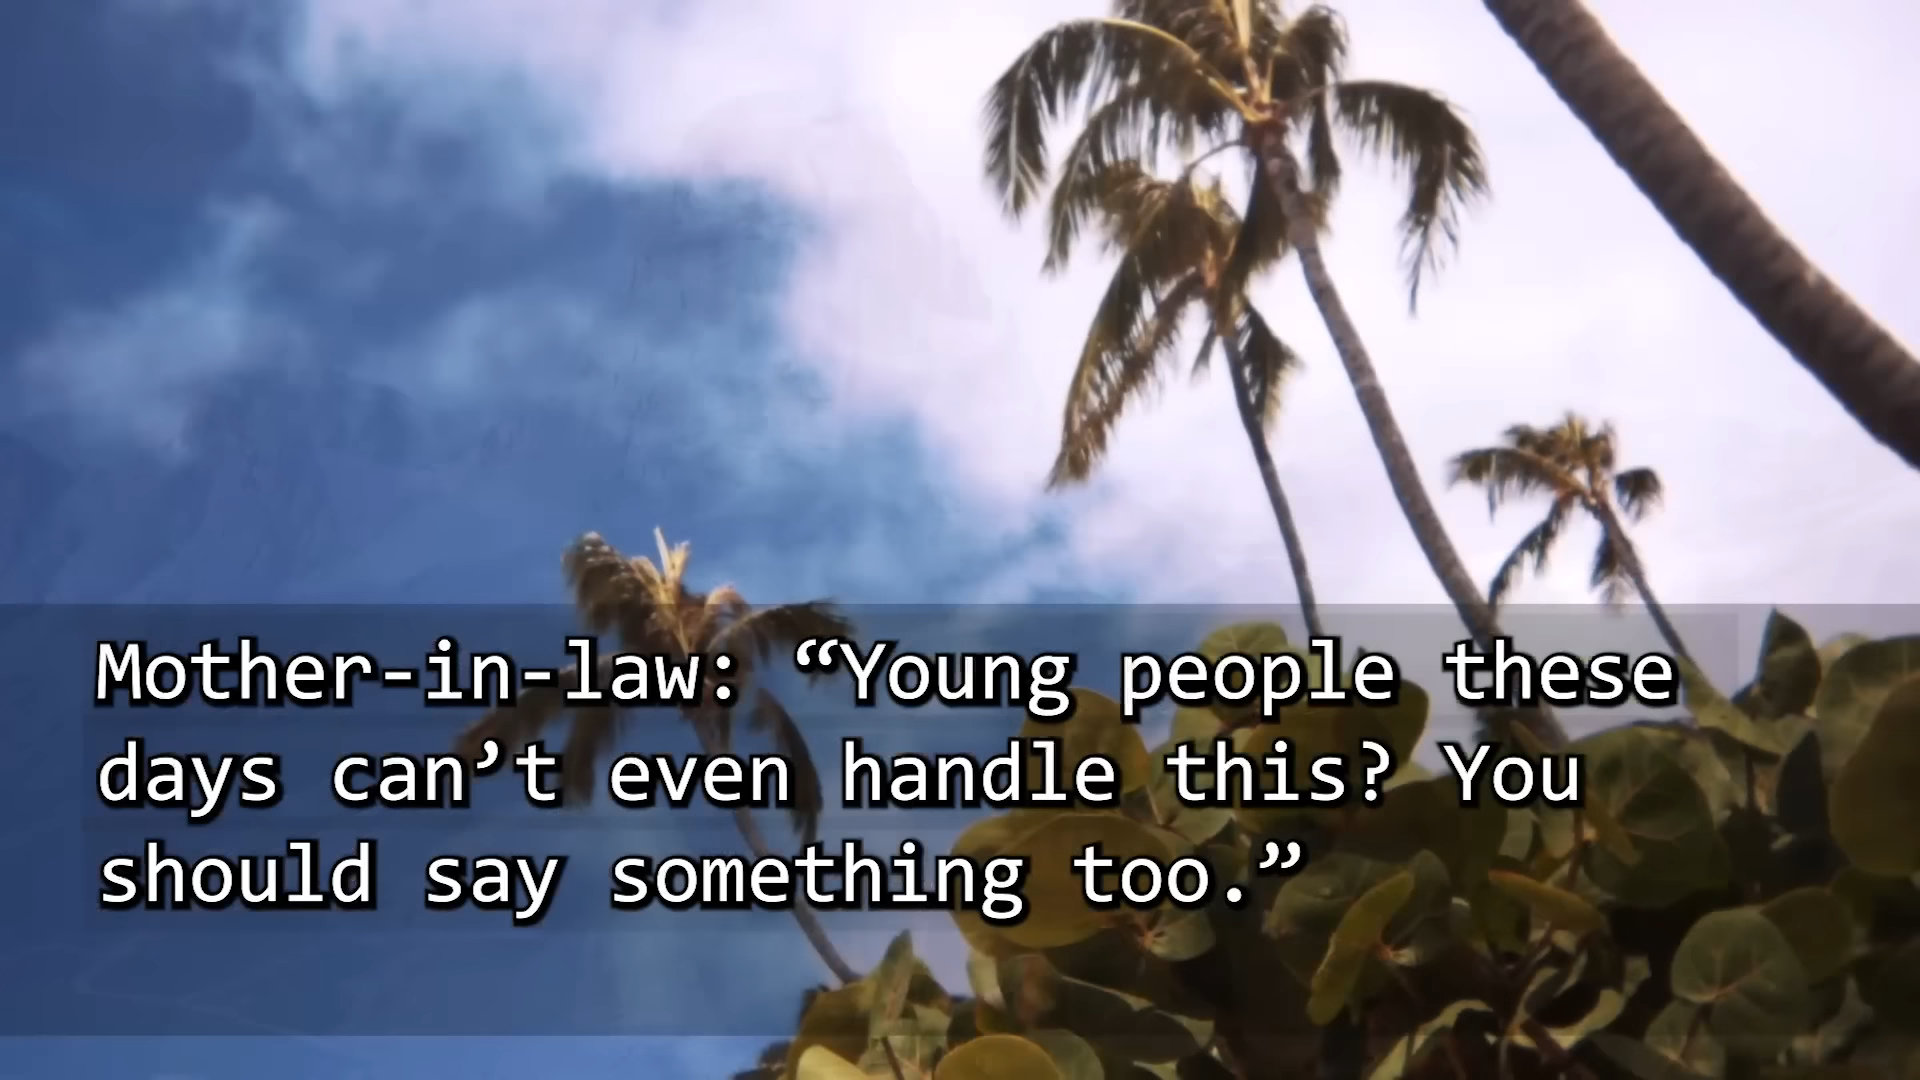 Mother-in-law: “Young people these
days can’t even handle this? You
should say something too.”